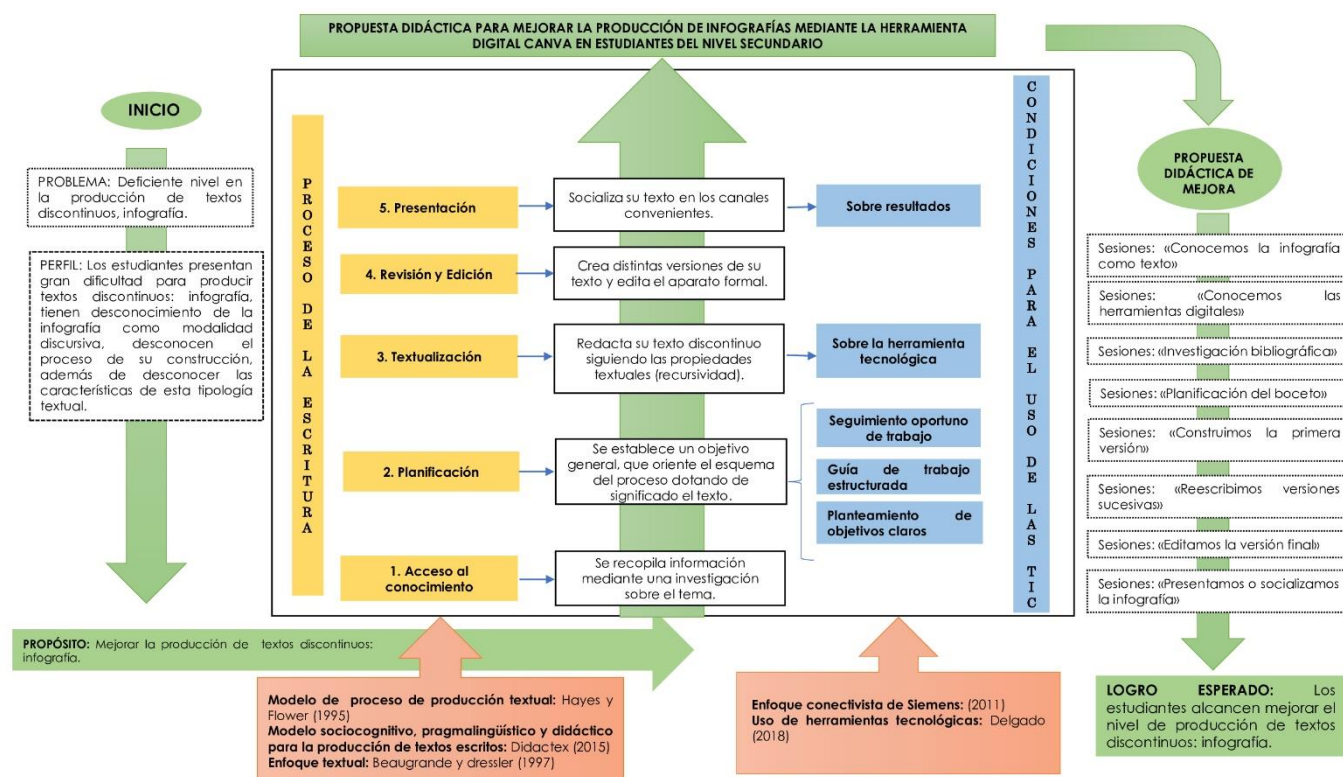 PROPUESTA DIDÁCTICA PARA MEJORAR LA PRODUCCIÓN DE INFOGRAFÍAS MEDIANTE LA HERRAMIENTA
DIGITAL CANVA EN ESTUDIANTES DEL NIVEL SECUNDARIO
INICIO
PROBLEMA: Deficiente nivel en
la producción de textos
discontinuos, infografía.
PERFIL: Los estudiantes presentan
gran dificultad para producir
textos discontinuos: infografía,
tienen desconocimiento de la
infografía como modalidad
discursiva, desconocen el
proceso de su construcción,
además de desconocer las
características de esta tipología
textual.
PROPÓSITO: Mejorar la producción de textos discontinuos:
infografía.
PROCESO DE LA ESCRITURA
5. Presentación
Socializa su texto en los canales
convenientes.
Sobre resultados
4. Revisión y Edición
Crea distintas versiones de su
texto y edita el aparato formal.
3. Textualización
Redacta su texto discontinuo
siguiendo las propiedades
textuales (recursividad).
Sobre la herramienta
tecnológica
2. Planificación
Se establece un objetivo
general, que oriente el esquema
del proceso dotando de
significado el texto.
Seguimiento oportuno
de trabajo
Guía de trabajo
estructurada
Planteamiento de
objetivos claros
1. Acceso al
conocimiento
Se recopila información
mediante una investigación
sobre el tema.
CONDICIONES PARA EL USO DE LAS TIC
Modelo de proceso de producción textual: Hayes y
Flower (1995)
Modelo sociocognitivo, pragmalingüístico y didáctico
para la producción de textos escritos: Didactex (2015)
Enfoque textual: Beaugrande y dressler (1997)
Enfoque conectivista de Siemens: (2011)
Uso de herramientas tecnológicas: Delgado
(2018)
PROPUESTA
DIDÁCTICA DE
MEJORA
Sesiones: «Conocemos la infografía
como texto»
Sesiones: «Conocemos las
herramientas digitales»
Sesiones: «Investigación bibliográfica»
Sesiones: «Planificación del boceto»
Sesiones: «Construimos la primera
versión»
Sesiones: «Reescribimos versiones
sucesivas»
Sesiones: «Editamos la versión final»
Sesiones: «Presentamos o socializamos
la infografía»
LOGRO ESPERADO: Los
estudiantes alcancen mejorar el
nivel de producción de textos
discontinuos: infografía.